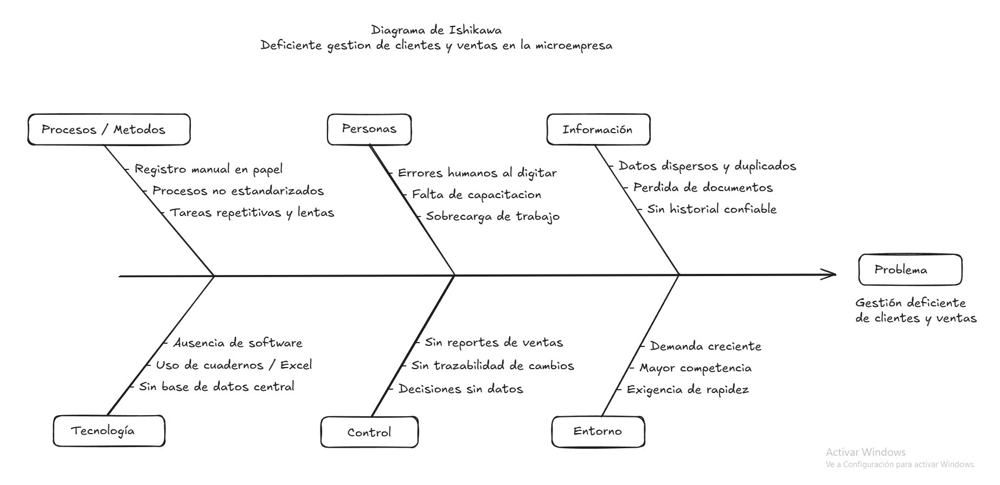 Diagrama de Ishikawa
Deficiente gestion de clientes y ventas en la microempresa
Procesos / Metodos
- Registro manual en papel
- Procesos no estandarizados
- Tareas repetitivas y lentas
Personas
- Errores humanos al digitar
- Falta de capacitacion
- Sobrecarga de trabajo
Información
- Datos dispersos y duplicados
- Perdida de documentos
- Sin historial confiable
Problema
Gestión deficiente
de clientes y ventas
- Ausencia de software
- Uso de cuadernos / Excel
- Sin base de datos central
Tecnología
- Sin reportes de ventas
- Sin trazabilidad de cambios
- Decisiones sin datos
Control
- Demanda creciente
- Mayor competencia
- Exigencia de rapidez
Entorno
Activar Windows
Ve a Configuración para activar Windows.